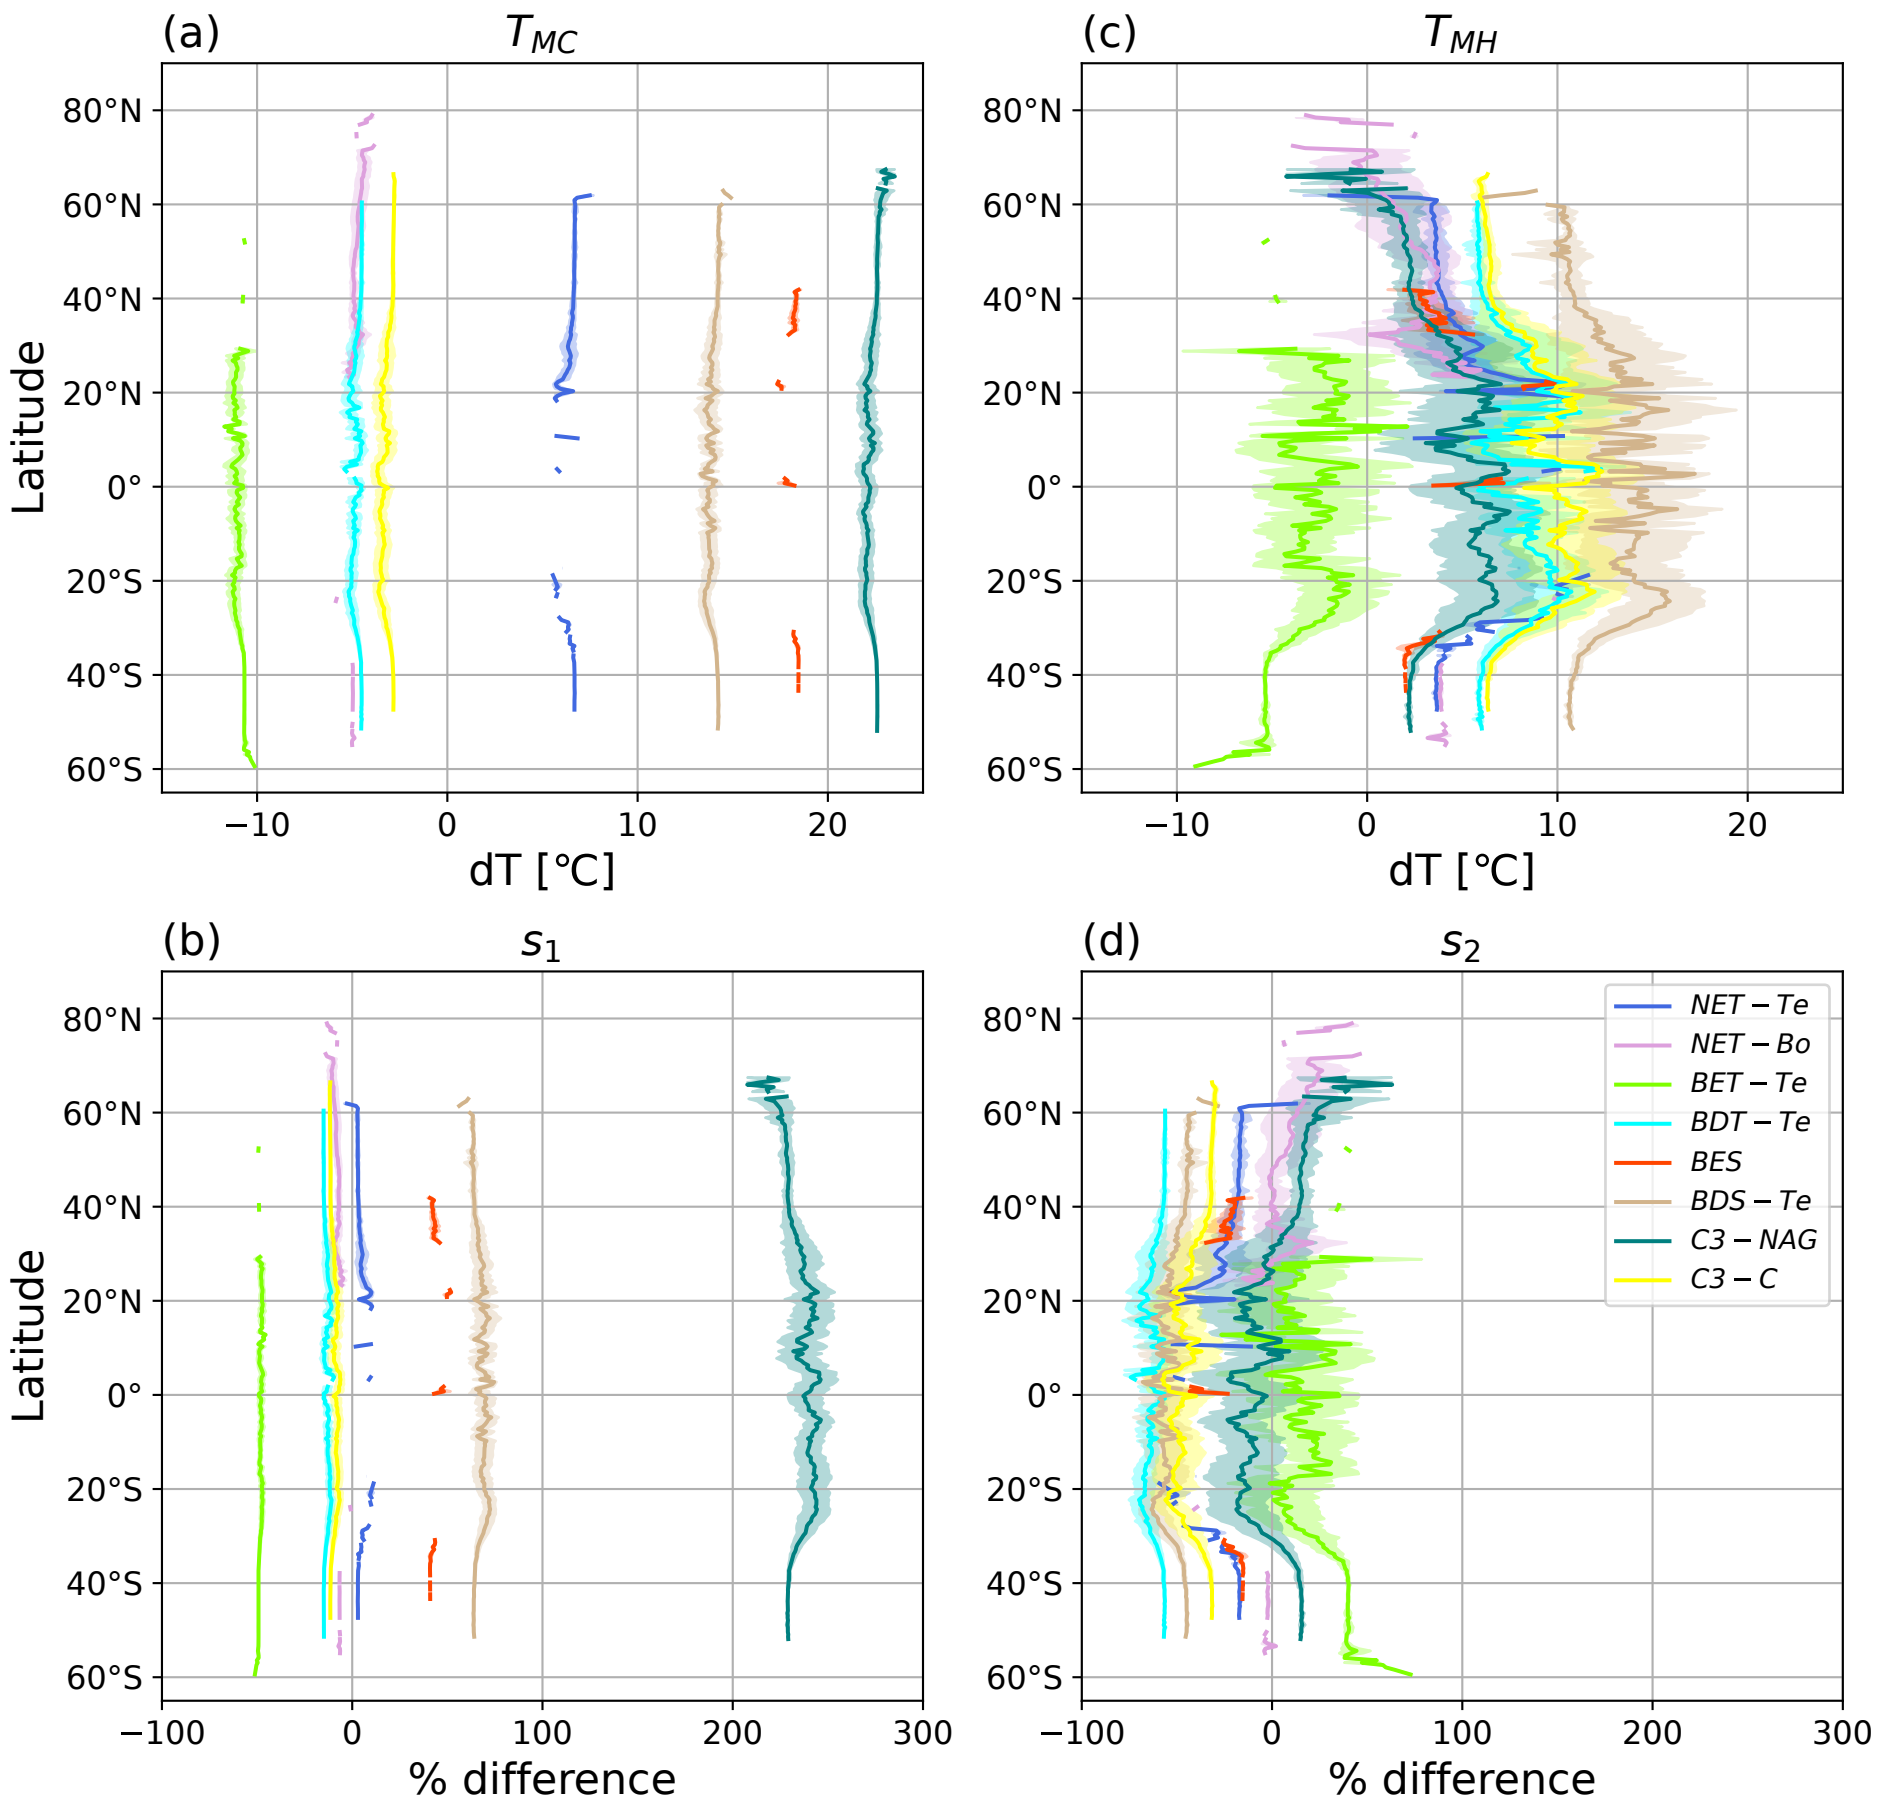 (a) T_MC
80°N
60°N
40°N
20°N
0°
20°S
40°S
60°S
Latitude
−10 0 10 20
dT [°C]
(c) T_MH
80°N
60°N
40°N
20°N
0°
20°S
40°S
60°S
−10 0 10 20
dT [°C]
(b) s_1
80°N
60°N
40°N
20°N
0°
20°S
40°S
60°S
Latitude
−100 0 100 200 300
% difference
(d) s_2
80°N
60°N
40°N
20°N
0°
20°S
40°S
60°S
−100 0 100 200 300
% difference
NET − Te
NET − Bo
BET − Te
BDT − Te
BES
BDS − Te
C3 − NAG
C3 − C